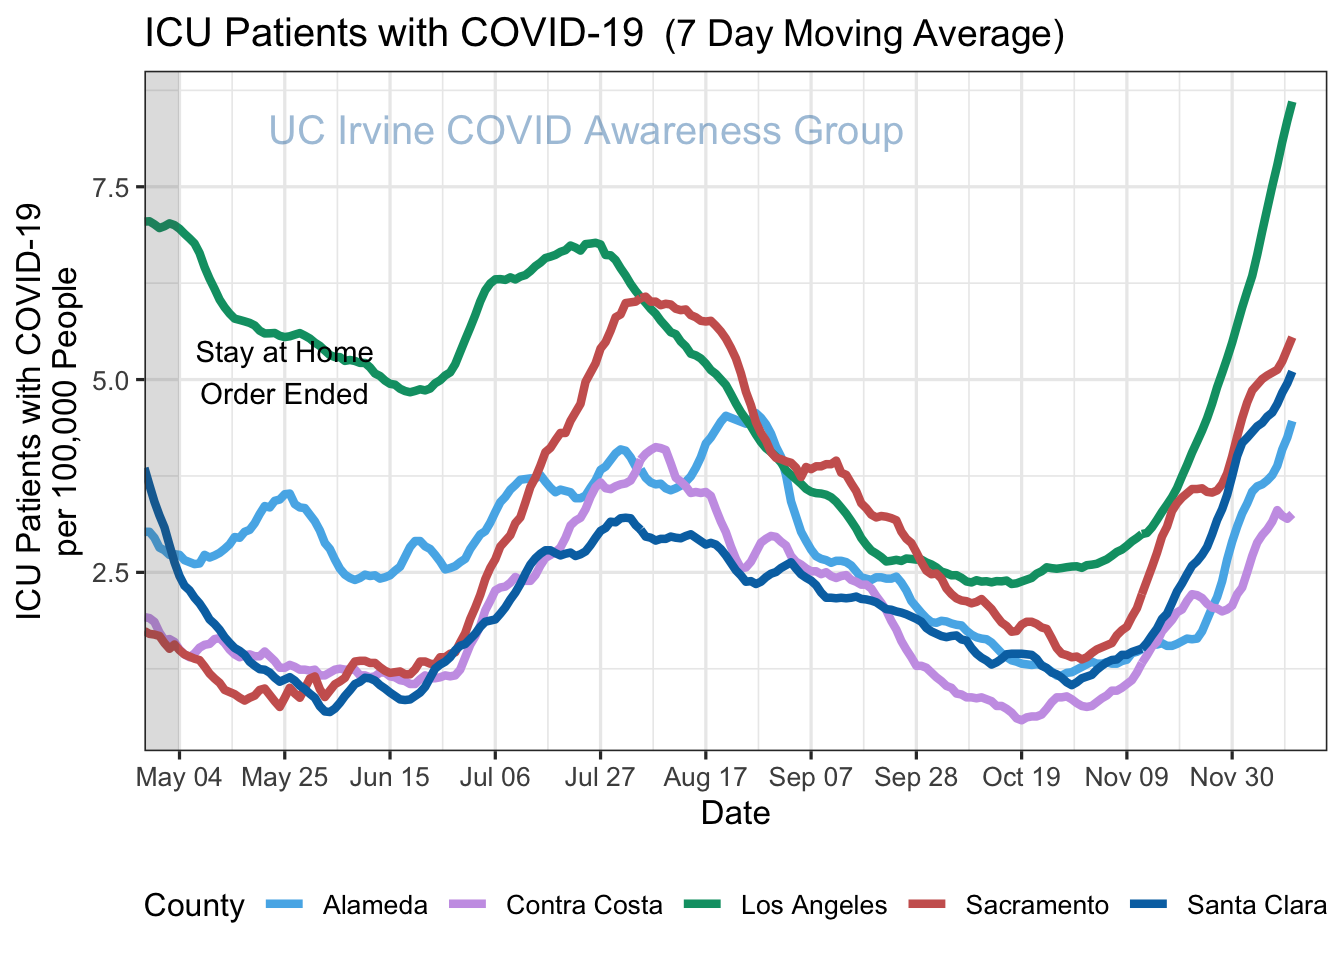 ICU Patients with COVID-19 (7 Day Moving Average)
UC Irvine COVID Awareness Group
ICU Patients with COVID-19
per 100,000 People
7.5
5.0
2.5
Stay at Home
Order Ended
May 04 May 25 Jun 15 Jul 06 Jul 27 Aug 17 Sep 07 Sep 28 Oct 19 Nov 09 Nov 30
Date
County Alameda Contra Costa Los Angeles Sacramento Santa Clara